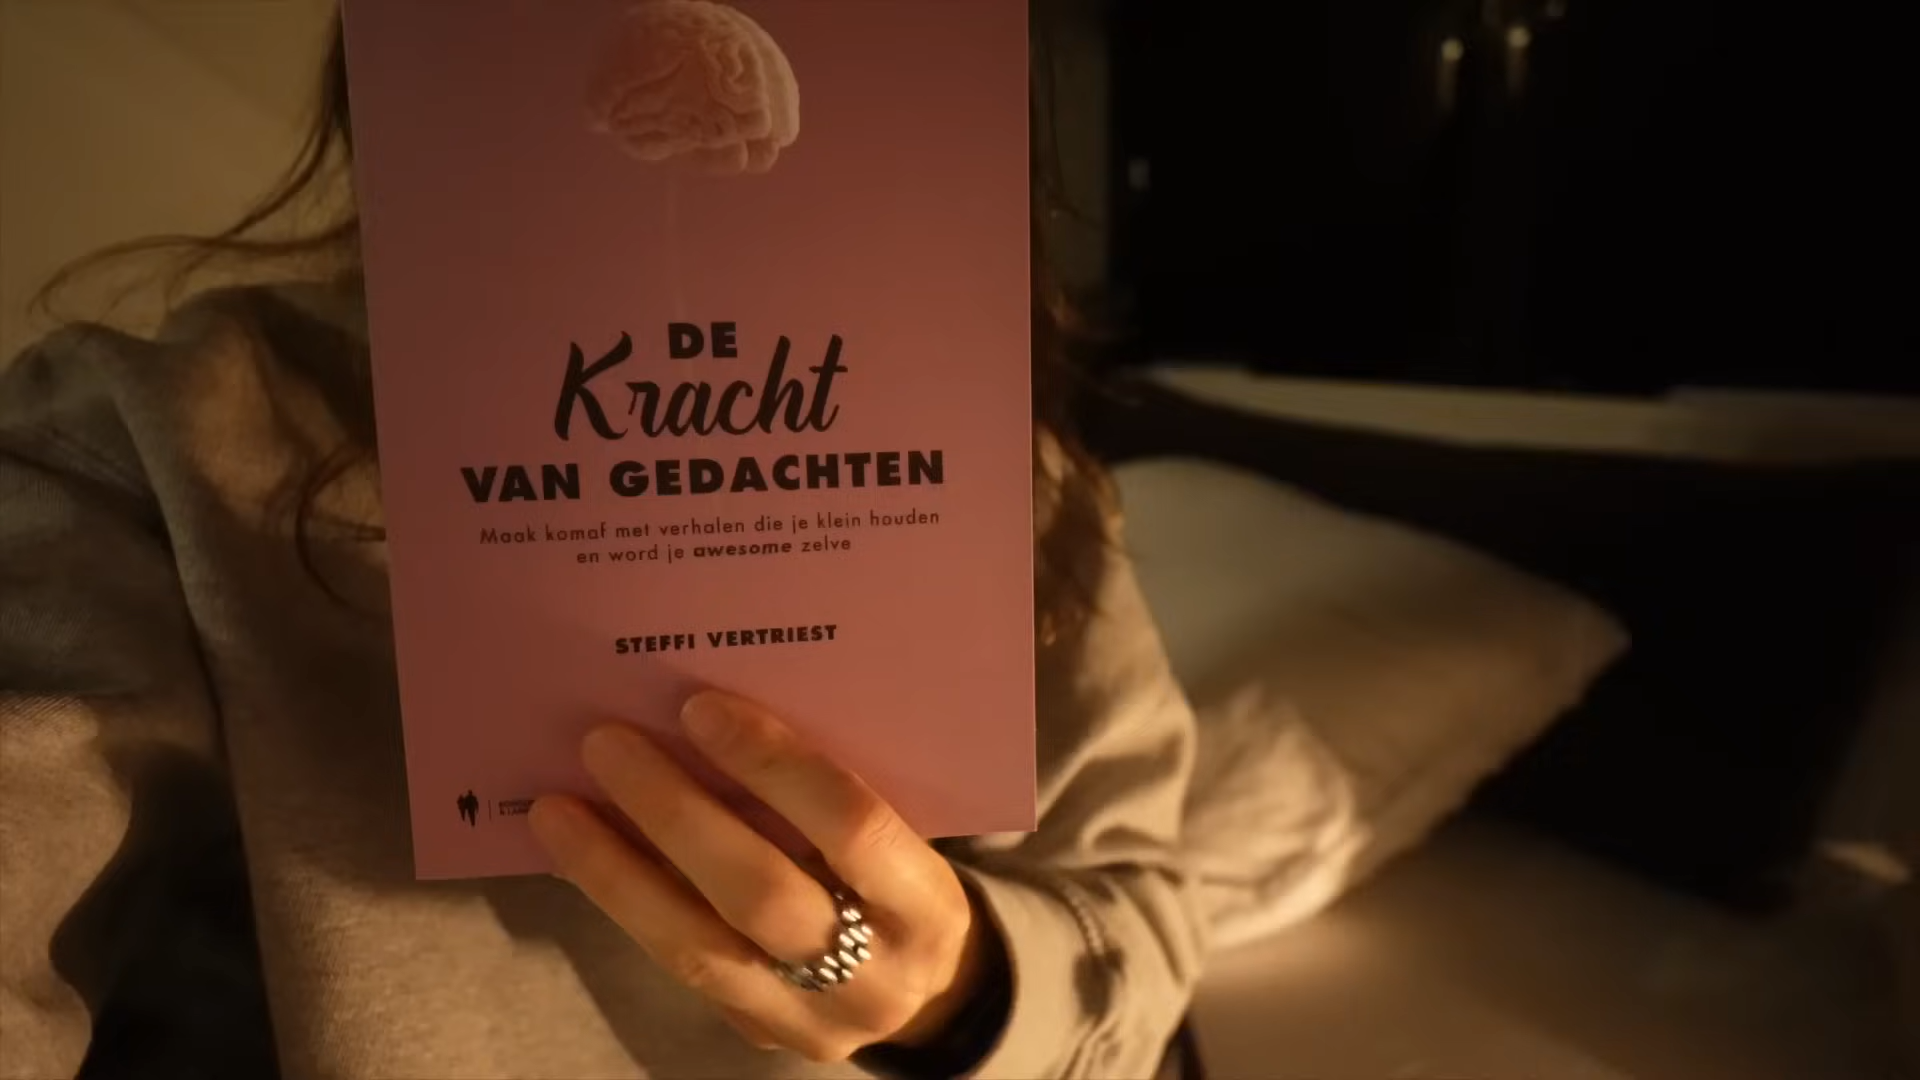 DE
Kracht
VAN GEDACHTEN
Maak komaf met verhalen die je klein houden
en word je awesome zelve
STEFFI VERTRIEST